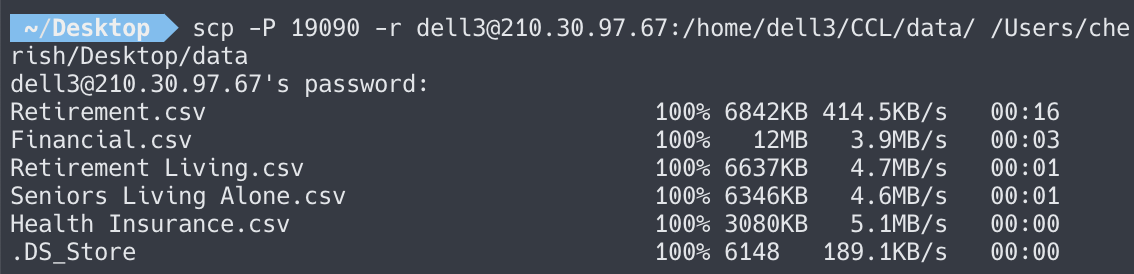 ~/Desktop scp -P 19090 -r dell3@210.30.97.67:/home/dell3/CCL/data/ /Users/che
rish/Desktop/data
dell3@210.30.97.67's password:
Retirement.csv 100% 6842KB 414.5KB/s 00:16
Financial.csv 100% 12MB 3.9MB/s 00:03
Retirement Living.csv 100% 6637KB 4.7MB/s 00:01
Seniors Living Alone.csv 100% 6346KB 4.6MB/s 00:01
Health Insurance.csv 100% 3080KB 5.1MB/s 00:00
.DS_Store 100% 6148 189.1KB/s 00:00